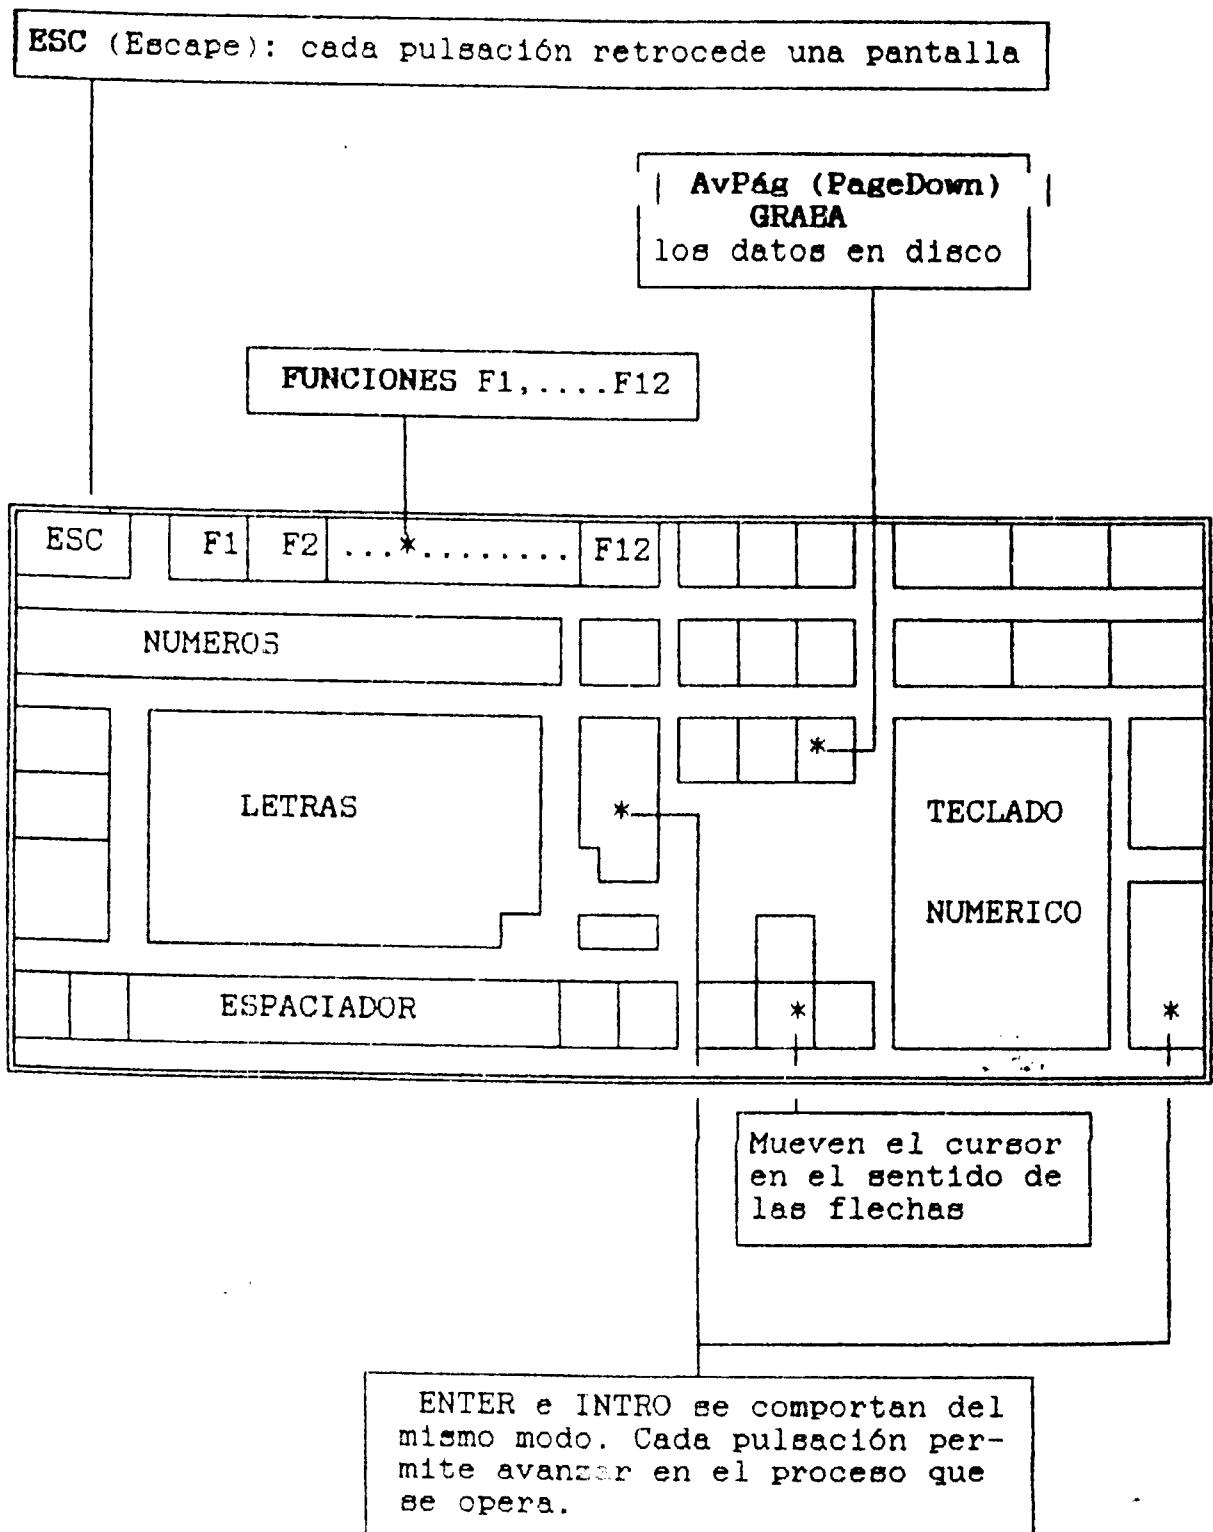 ESC (Escape): cada pulsación retrocede una pantalla
AvPág (PageDown)
GRABA
los datos en disco
FUNCIONES F1,....F12
ESC F1 F2 ...*........ F12
NUMEROS
*
LETRAS * TECLADO
NUMERICO
ESPACIADOR * *
Mueven el cursor
en el sentido de
las flechas
ENTER e INTRO se comportan del
mismo modo. Cada pulsación per-
mite avanzar en el proceso que
se opera.